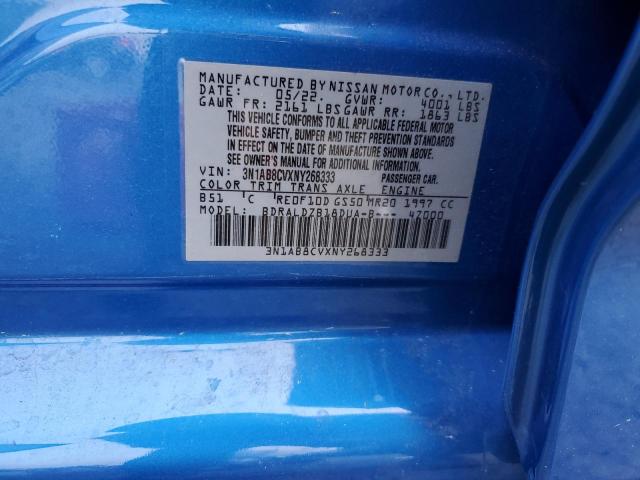 MANUFACTURED BY NISSAN MOTOR CO., LTD.
DATE: 05/22 GVWR: 4001 LBS
GAWR FR: 2161 LBS GAWR RR: 1863 LBS
THIS VEHICLE CONFORMS TO ALL APPLICABLE FEDERAL MOTOR
VEHICLE SAFETY, BUMPER AND THEFT PREVENTION STANDARDS
IN EFFECT ON THE DATE OF MANUFACTURE SHOWN ABOVE.
SEE OWNER'S MANUAL FOR ADDITIONAL INFORMATION.
VIN: 3N1AB8CVXNY268333 PASSENGER CAR
COLOR TRIM TRANS AXLE ENGINE
B51 C RE0F10D GS50 MR20 1997 CC
MODEL: BDRALDZB18DUA-B--- 4Z000
3N1AB8CVXNY268333